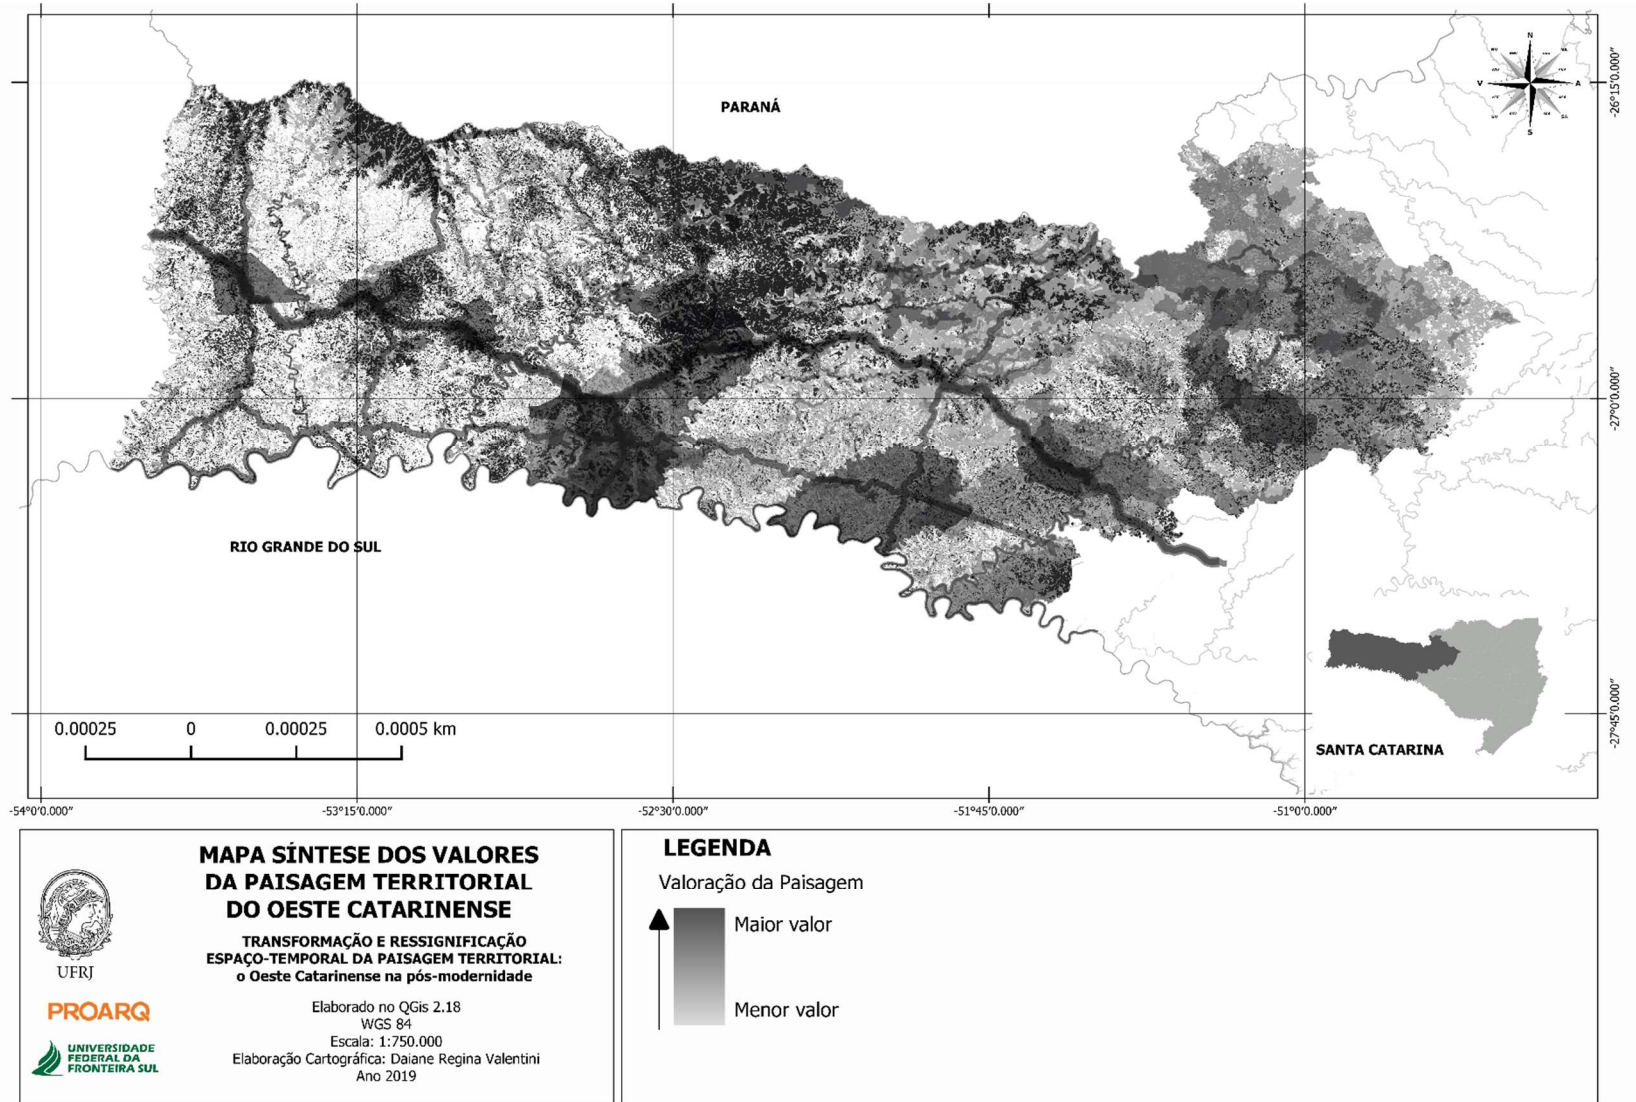 PARANÁ
N
V
A
S
-26°15'0.000"
-27°0'0.000"
-27°45'0.000"
RIO GRANDE DO SUL
SANTA CATARINA
0.00025 0 0.00025 0.0005 km
-54°0'0.000" -53°15'0.000" -52°30'0.000" -51°45'0.000" -51°0'0.000"
MAPA SÍNTESE DOS VALORES
DA PAISAGEM TERRITORIAL
DO OESTE CATARINENSE
TRANSFORMAÇÃO E RESSIGNIFICAÇÃO
ESPAÇO-TEMPORAL DA PAISAGEM TERRITORIAL:
o Oeste Catarinense na pós-modernidade
Elaborado no QGis 2.18
WGS 84
Escala: 1:750.000
Elaboração Cartográfica: Daiane Regina Valentini
Ano 2019
UFRJ
PROARQ
UNIVERSIDADE
FEDERAL DA
FRONTEIRA SUL
LEGENDA
Valoração da Paisagem
Maior valor
Menor valor